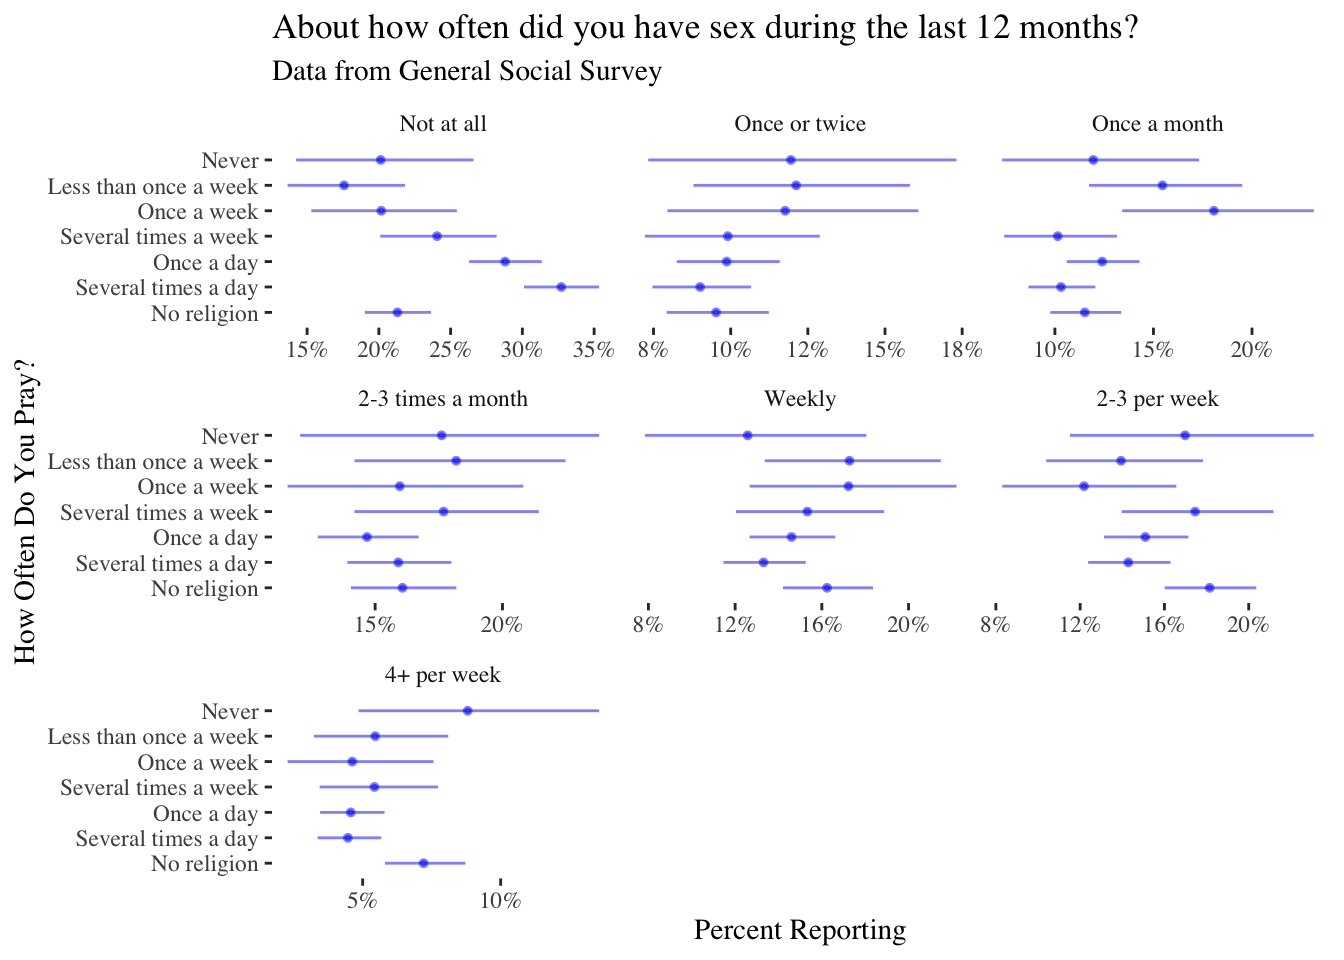 About how often did you have sex during the last 12 months?
Data from General Social Survey
Not at all
Once or twice
Once a month
Never
Less than once a week
Once a week
Several times a week
Once a day
Several times a day
No religion
15% 20% 25% 30% 35%
8% 10% 12% 15% 18%
10% 15% 20%
How Often Do You Pray?
2-3 times a month
Weekly
2-3 per week
Never
Less than once a week
Once a week
Several times a week
Once a day
Several times a day
No religion
15% 20%
8% 12% 16% 20%
8% 12% 16% 20%
4+ per week
Never
Less than once a week
Once a week
Several times a week
Once a day
Several times a day
No religion
5% 10%
Percent Reporting